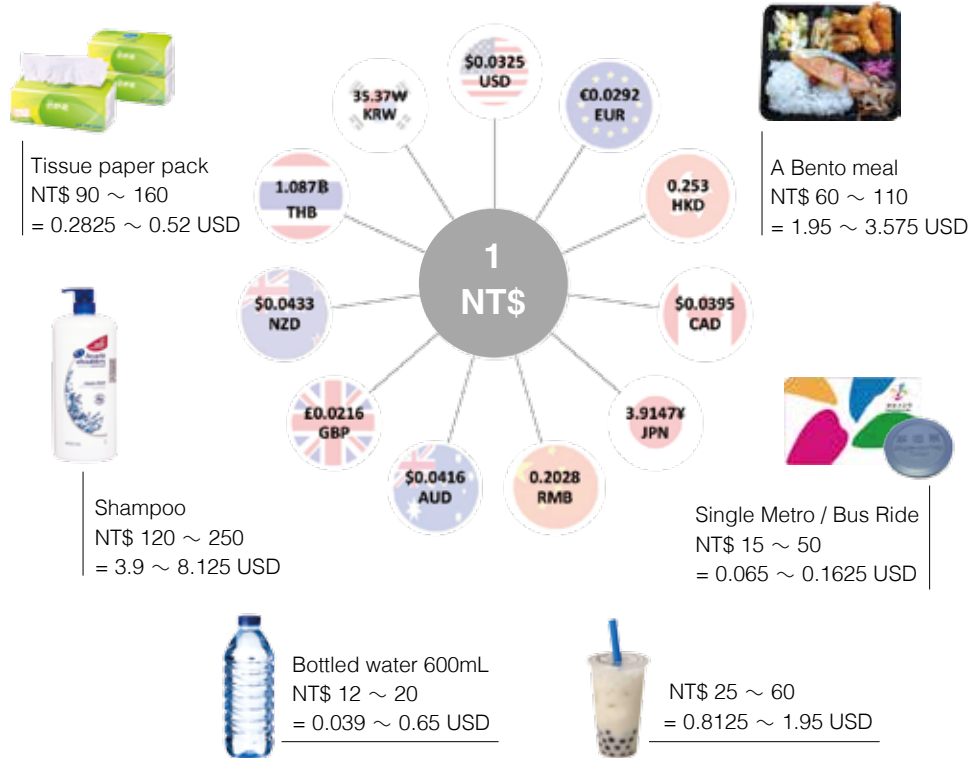 $0.0325
USD
35.37₩
KRW
€0.0292
EUR
Tissue paper pack
NT$ 90 ～ 160
= 0.2825 ～ 0.52 USD
1.087฿
THB
0.253
HKD
A Bento meal
NT$ 60 ～ 110
= 1.95 ～ 3.575 USD
1
NT$
$0.0433
NZD
$0.0395
CAD
£0.0216
GBP
3.9147¥
JPN
$0.0416
AUD
0.2028
RMB
Shampoo
NT$ 120 ～ 250
= 3.9 ～ 8.125 USD
Single Metro / Bus Ride
NT$ 15 ～ 50
= 0.065 ～ 0.1625 USD
Bottled water 600mL
NT$ 12 ～ 20
= 0.039 ～ 0.65 USD
NT$ 25 ～ 60
= 0.8125 ～ 1.95 USD